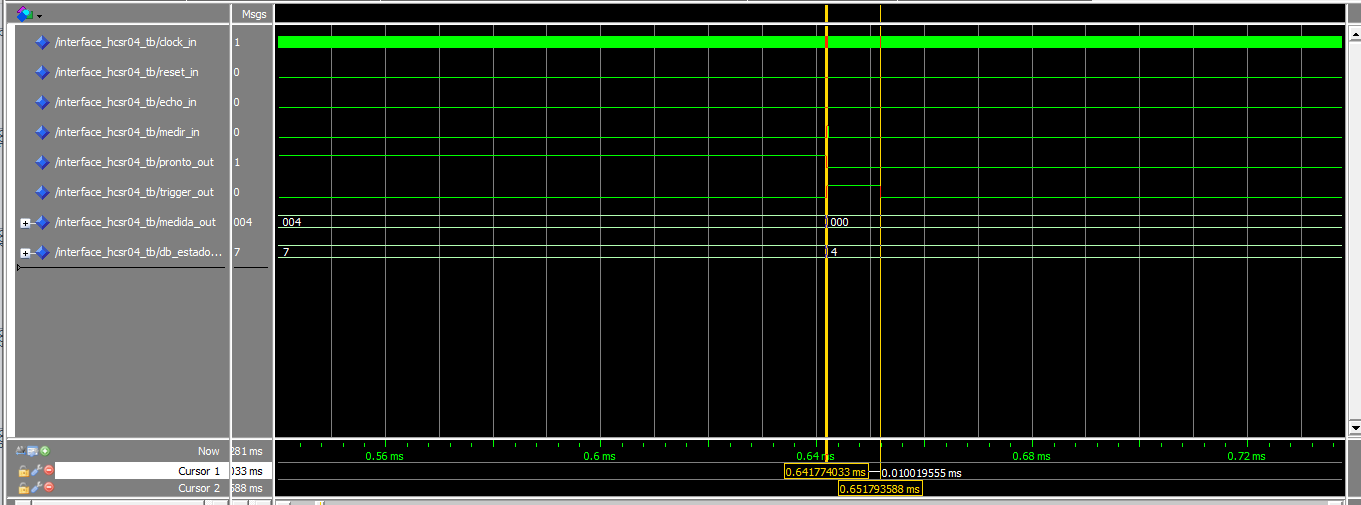 Msgs
/interface_hcsr04_tb/clock_in 1
/interface_hcsr04_tb/reset_in 0
/interface_hcsr04_tb/echo_in 0
/interface_hcsr04_tb/medir_in 0
/interface_hcsr04_tb/pronto_out 1
/interface_hcsr04_tb/trigger_out 0
/interface_hcsr04_tb/medida_out 004 004 000
/interface_hcsr04_tb/db_estado... 7 7 4
Now 281 ms 0.56 ms 0.6 ms 0.64 ms 0.68 ms 0.72 ms
Cursor 1 033 ms 0.641774033 ms 0.010019555 ms
Cursor 2 588 ms 0.651793588 ms